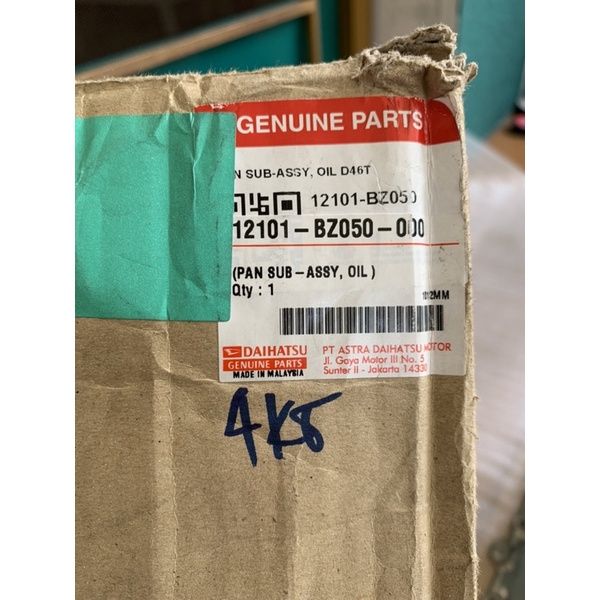 GENUINE PARTS
N SUB-ASSY, OIL D46T
12101-BZ050
12101-BZ050-000
(PAN SUB-ASSY, OIL)
Qty : 1
DAIHATSU
GENUINE PARTS
MADE IN MALAYSIA
PT ASTRA DAIHATSU MOTOR
Jl. Gaya Motor III No. 5
Sunter II - Jakarta 14330